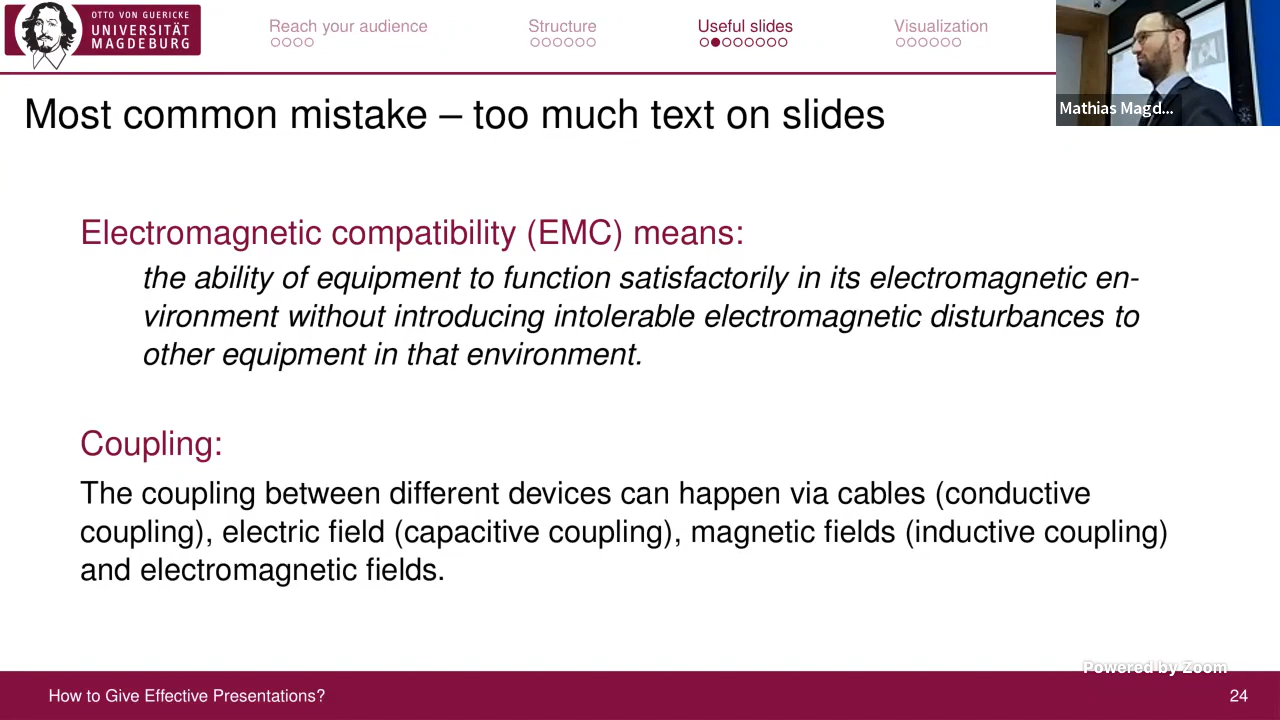 OTTO VON GUERICKE
UNIVERSITÄT
MAGDEBURG
Reach your audience
Structure
Useful slides
Visualization
Mathias Magd...
Most common mistake – too much text on slides
Electromagnetic compatibility (EMC) means:
the ability of equipment to function satisfactorily in its electromagnetic en-
vironment without introducing intolerable electromagnetic disturbances to
other equipment in that environment.
Coupling:
The coupling between different devices can happen via cables (conductive
coupling), electric field (capacitive coupling), magnetic fields (inductive coupling)
and electromagnetic fields.
Powered by Zoom
How to Give Effective Presentations?
24